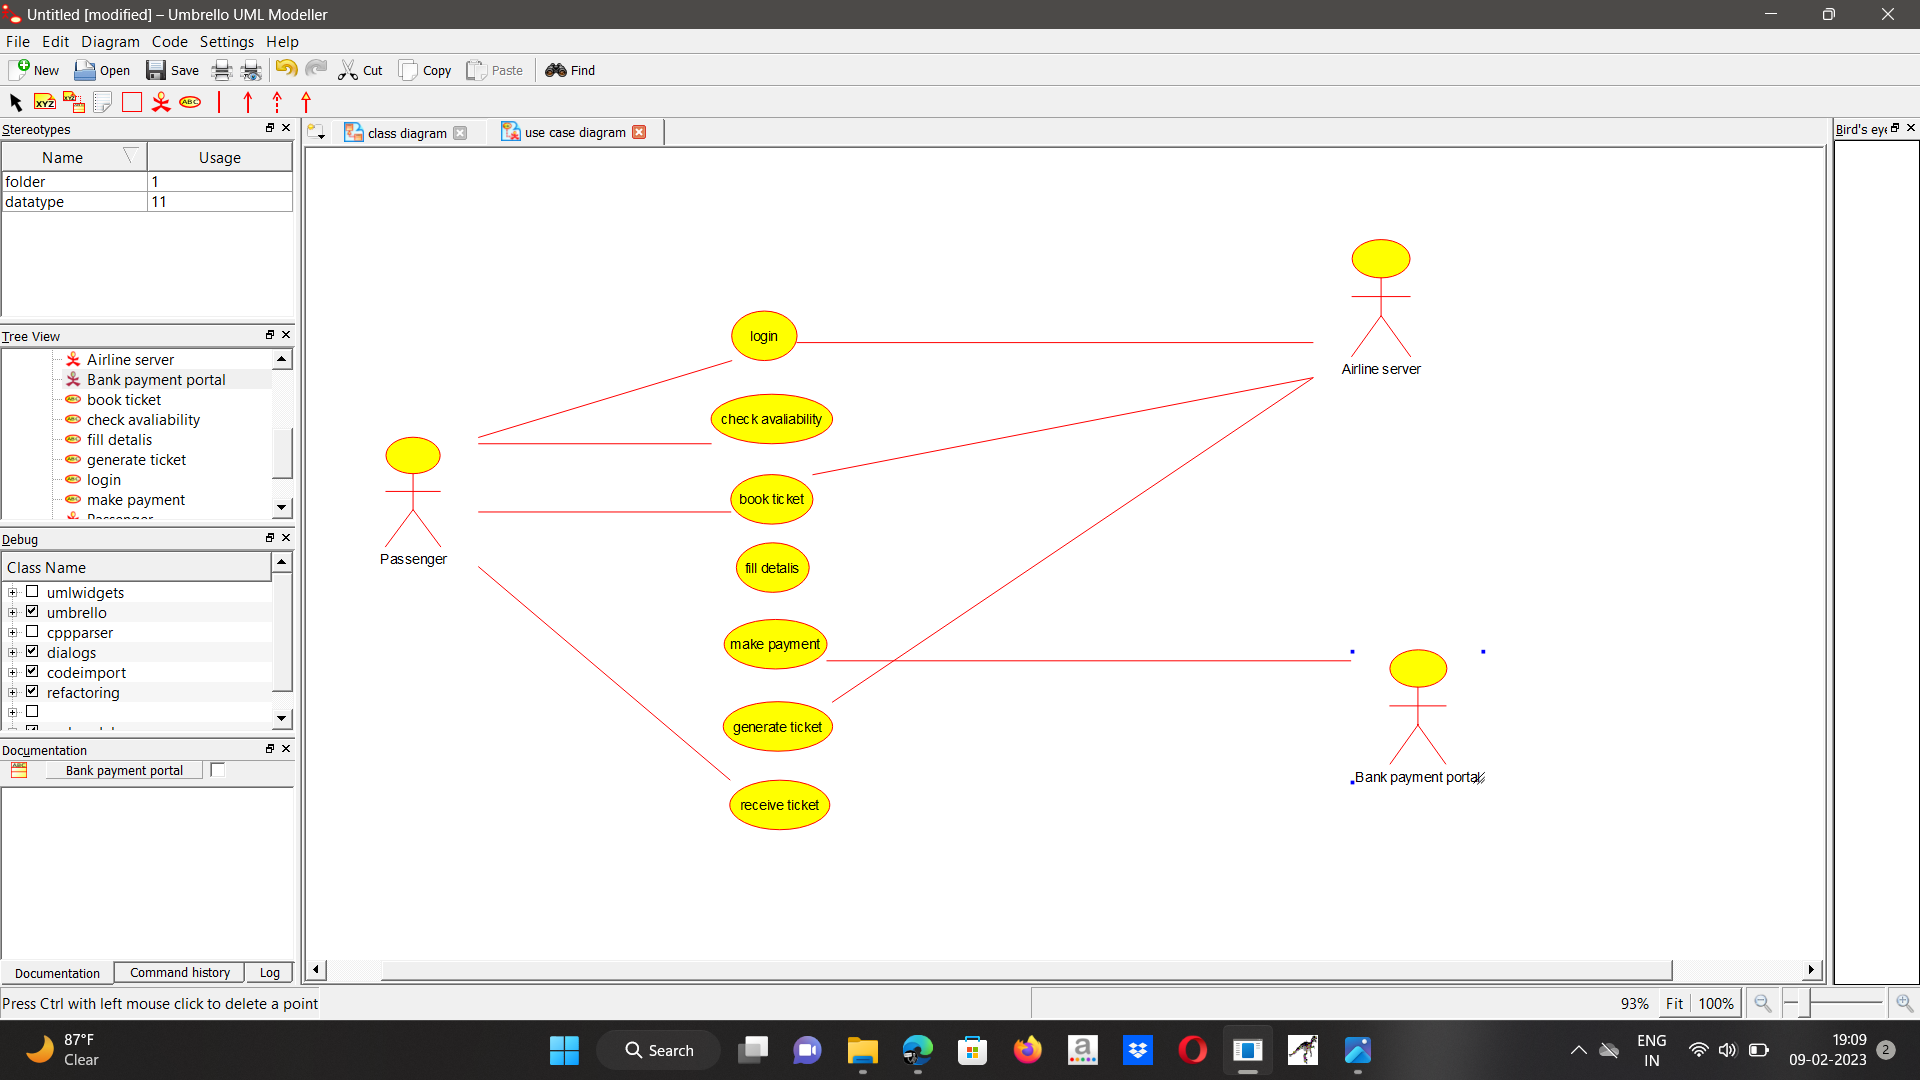 Untitled [modified] – Umbrello UML Modeller
File Edit Diagram Code Settings Help
New Open Save Cut Copy Paste Find
XYZ XYZ ABC
Stereotypes
Name Usage
folder 1
datatype 11
Tree View
Airline server
Bank payment portal
book ticket
check avaliability
fill detalis
generate ticket
login
make payment
Passenger
Debug
Class Name
umlwidgets
umbrello
cppparser
dialogs
codeimport
refactoring
Documentation
Bank payment portal
Documentation Command history Log
class diagram use case diagram
Bird's eye
login
Airline server
check avaliability
book ticket
Passenger
fill detalis
make payment
generate ticket
Bank payment portal
receive ticket
Press Ctrl with left mouse click to delete a point
93% Fit 100%
87°F
Clear
Search
a
ENG
IN
19:09
09-02-2023
2